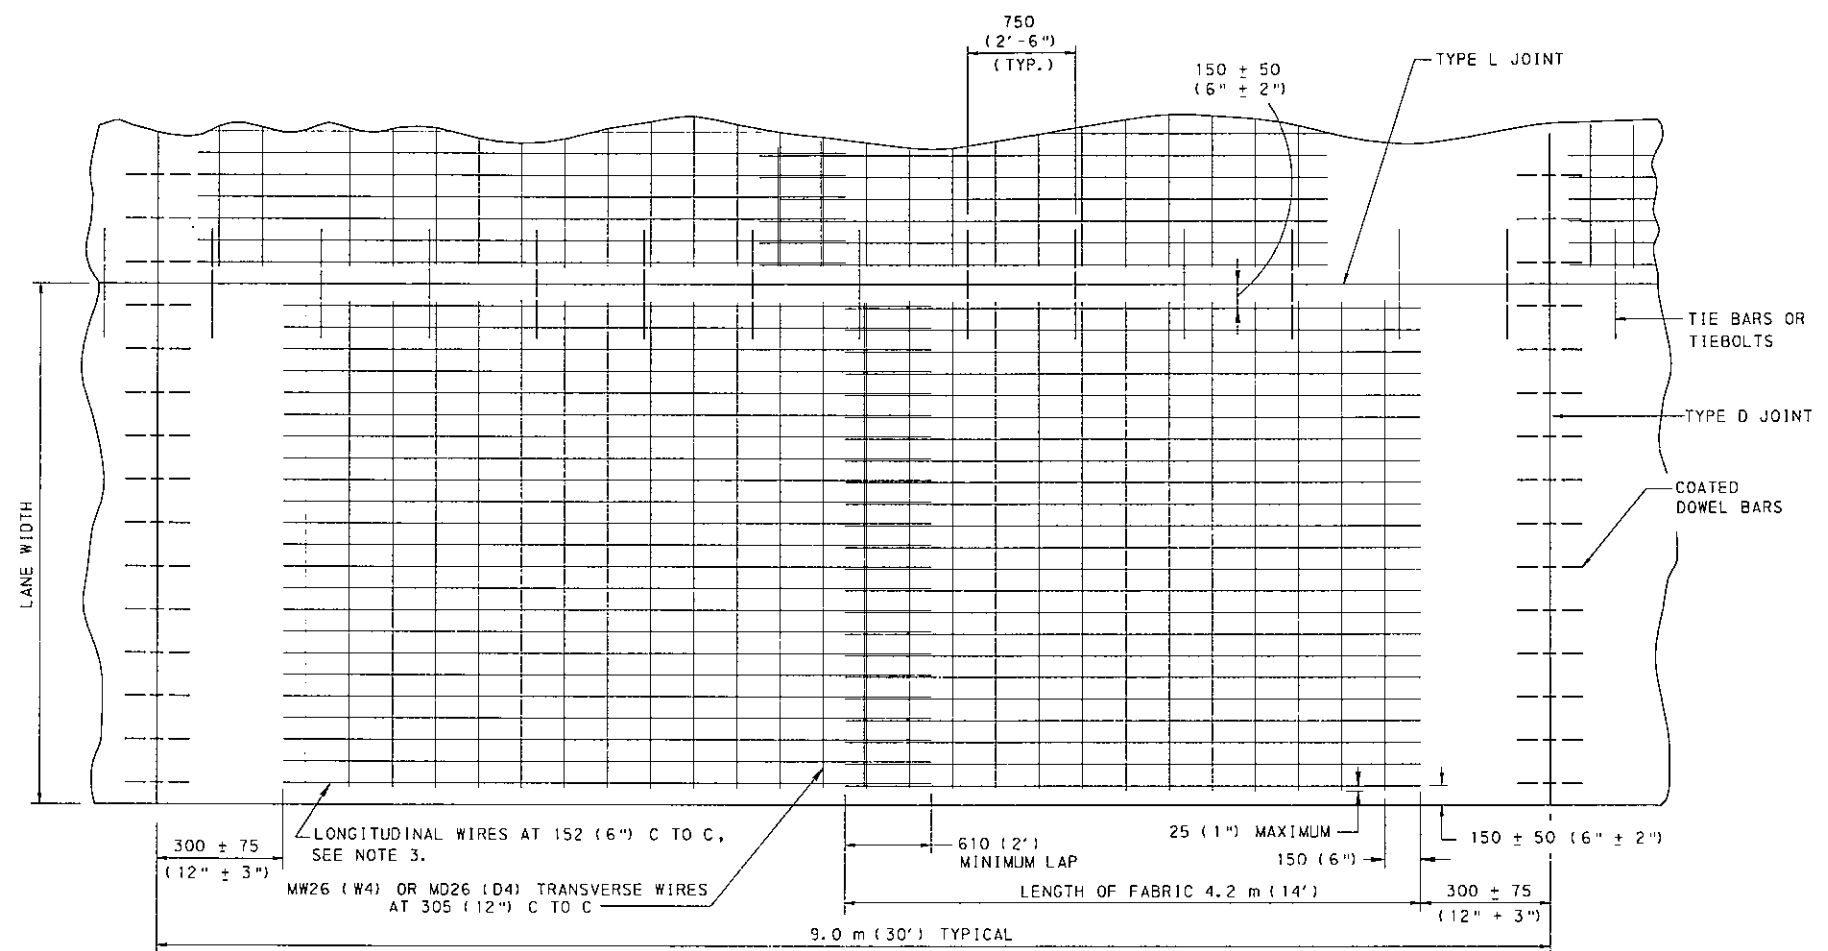 750
(2'-6")
(TYP.)
150 ± 50
(6" ± 2")
TYPE L JOINT
TIE BARS OR
TIEBOLTS
TYPE D JOINT
COATED
DOWEL BARS
LANE WIDTH
300 ± 75
(12" ± 3")
LONGITUDINAL WIRES AT 152 (6") C TO C,
SEE NOTE 3.
MW26 (W4) OR MD26 (D4) TRANSVERSE WIRES
AT 305 (12") C TO C
610 (2')
MINIMUM LAP
25 (1") MAXIMUM
150 (6")
150 ± 50 (6" ± 2")
LENGTH OF FABRIC 4.2 m (14')
300 ± 75
(12" + 3")
9.0 m (30') TYPICAL